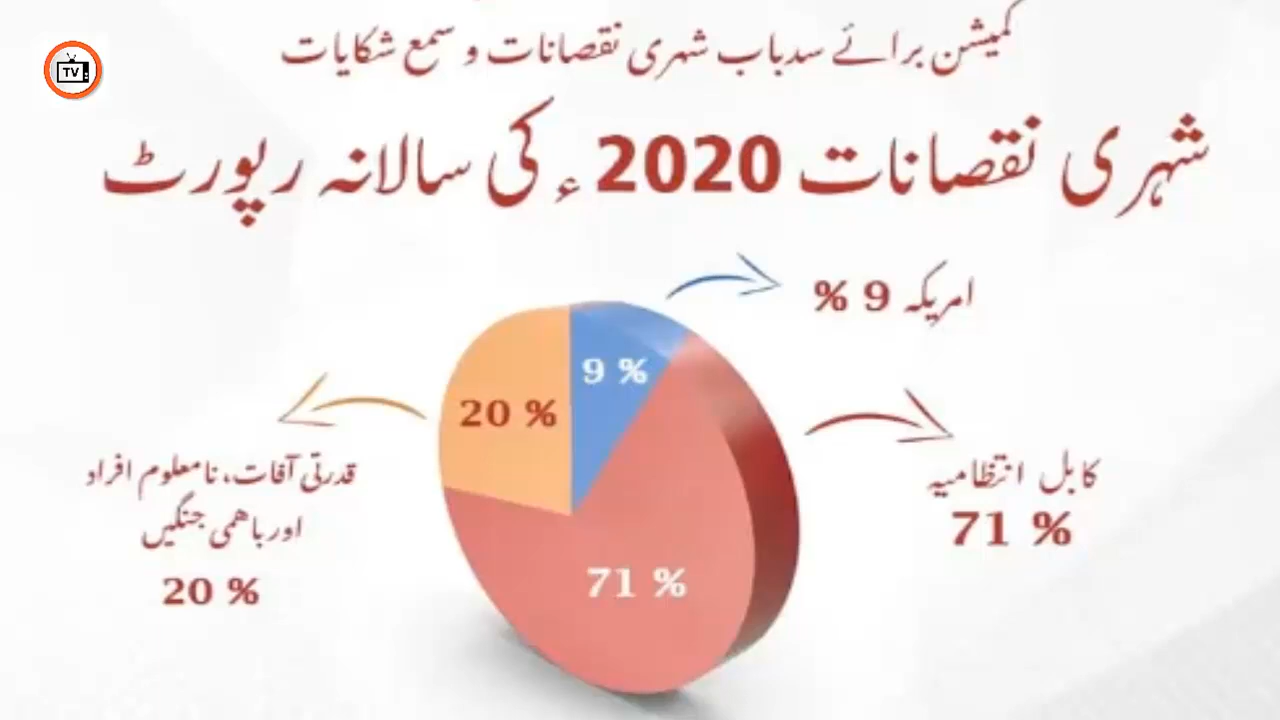 کمیشن برائے سدباب شہری نقصانات و سمع شکایات
شہری نقصانات 2020ء کی سالانہ رپورٹ
امریکہ 9 %
9 %
20 %
71 %
کابل انتظامیہ
71 %
قدرتی آفات، نامعلوم افراد
اور باھمی جنگیں
20 %
TV